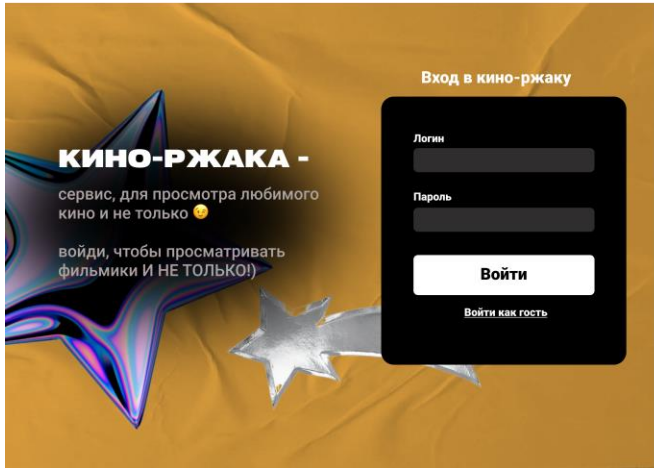 КИНО-РЖАКА -
сервис, для просмотра любимого
кино и не только 😉
войди, чтобы просматривать
фильмики И НЕ ТОЛЬКО!)
Вход в кино-ржаку
Логин
Пароль
Войти
Войти как гость